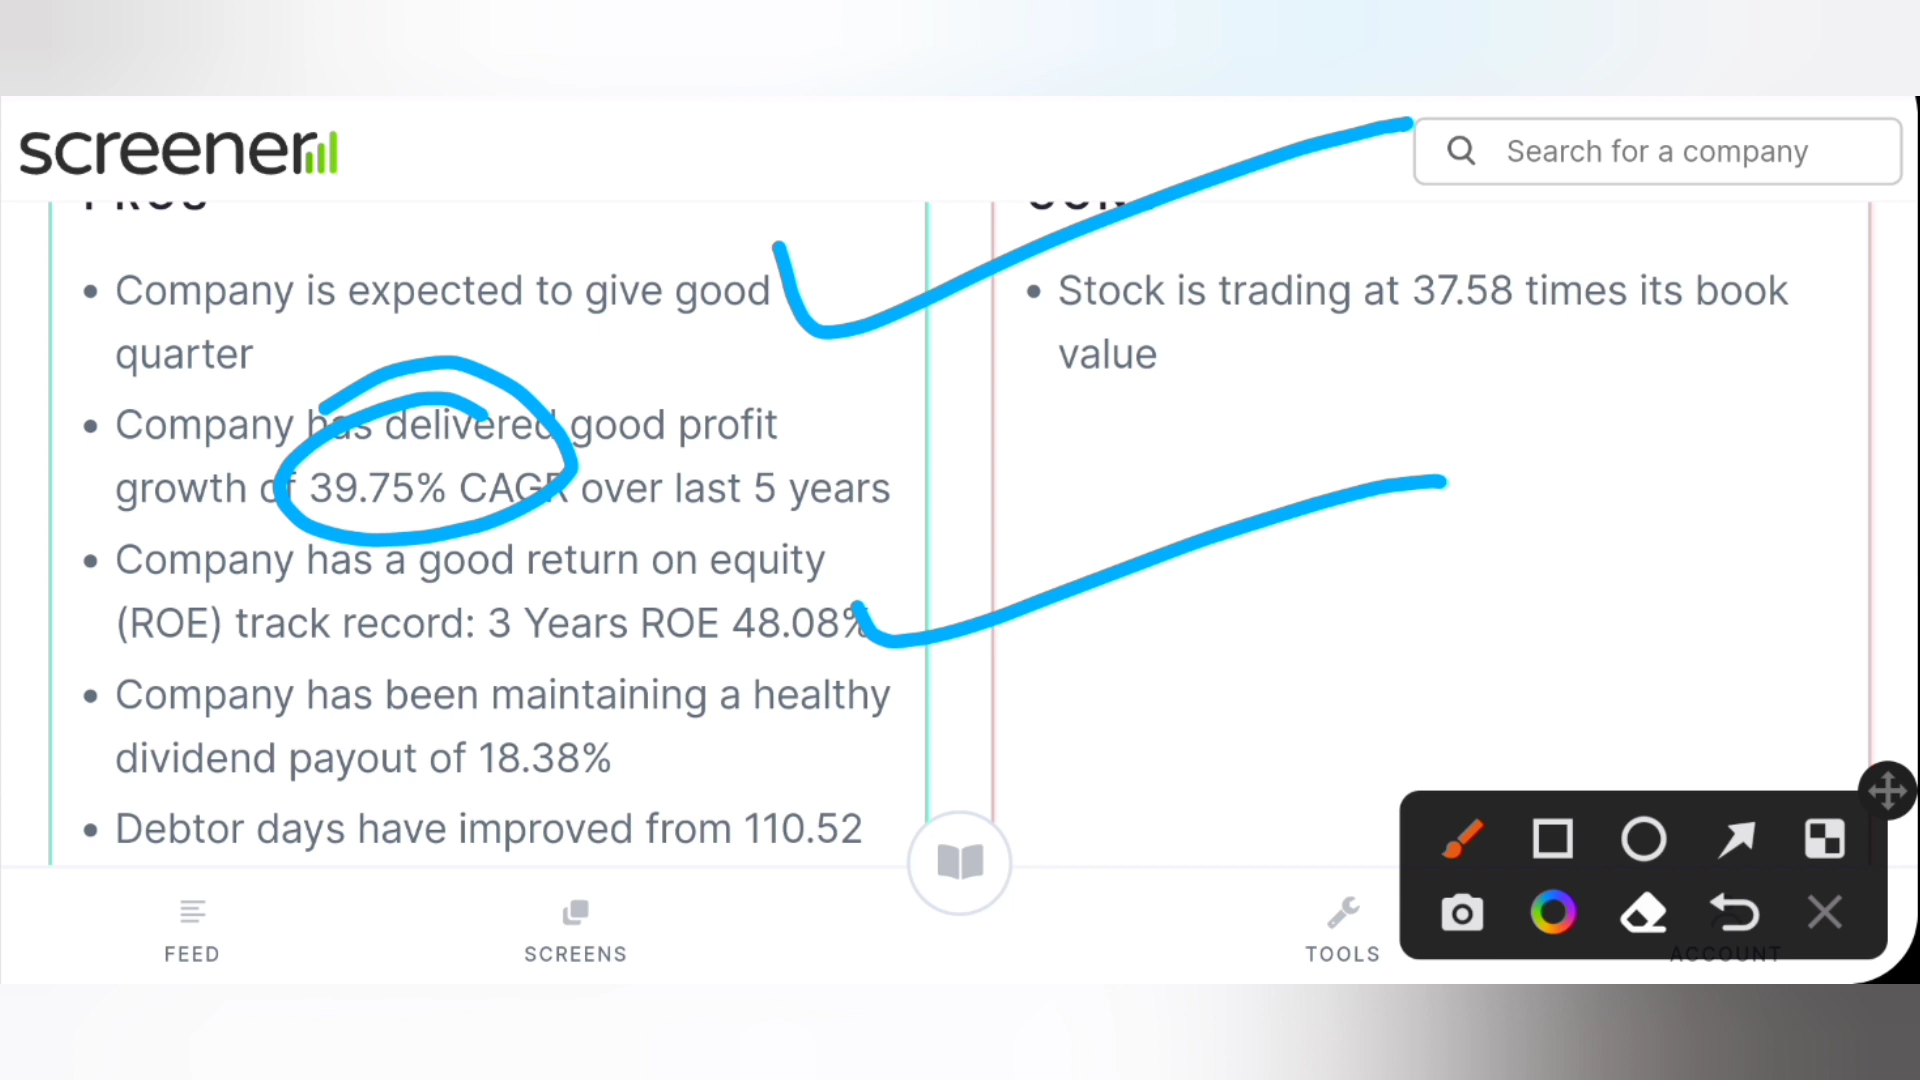 screener
Search for a company
PROS
CONS
• Company is expected to give good
quarter
• Company has delivered good profit
growth of 39.75% CAGR over last 5 years
• Company has a good return on equity
(ROE) track record: 3 Years ROE 48.08%
• Company has been maintaining a healthy
dividend payout of 18.38%
• Debtor days have improved from 110.52
• Stock is trading at 37.58 times its book
value
FEED
SCREENS
TOOLS
ACCOUNT